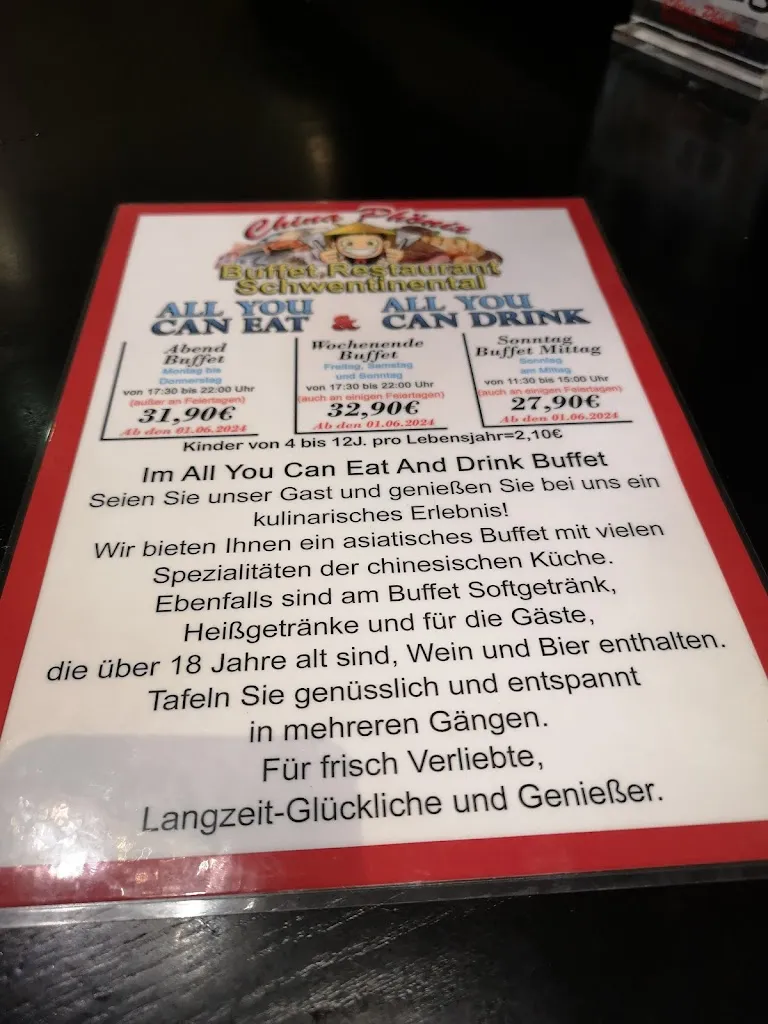 China Phönix
Buffet Restaurant
Schwentinental
ALL YOU CAN EAT & ALL YOU CAN DRINK
Abend
Buffet
Montag bis
Donnerstag
von 17:30 bis 22:00 Uhr
(außer an Feiertagen)
31,90€
Ab den 01.06.2024
Wochenende
Buffet
Freitag, Samstag
und Sonntag
von 17:30 bis 22:00 Uhr
(auch an einigen Feiertagen)
32,90€
Ab den 01.06.2024
Sonntag
Buffet Mittag
Sonntag
am Mittag
von 11:30 bis 15:00 Uhr
(auch an einigen Feiertagen)
27,90€
Ab den 01.06.2024
Kinder von 4 bis 12J. pro Lebensjahr=2,10€
Im All You Can Eat And Drink Buffet
Seien Sie unser Gast und genießen Sie bei uns ein
kulinarisches Erlebnis!
Wir bieten Ihnen ein asiatisches Buffet mit vielen
Spezialitäten der chinesischen Küche.
Ebenfalls sind am Buffet Softgetränk,
Heißgetränke und für die Gäste,
die über 18 Jahre alt sind, Wein und Bier enthalten.
Tafeln Sie genüsslich und entspannt
in mehreren Gängen.
Für frisch Verliebte,
Langzeit-Glückliche und Genießer.